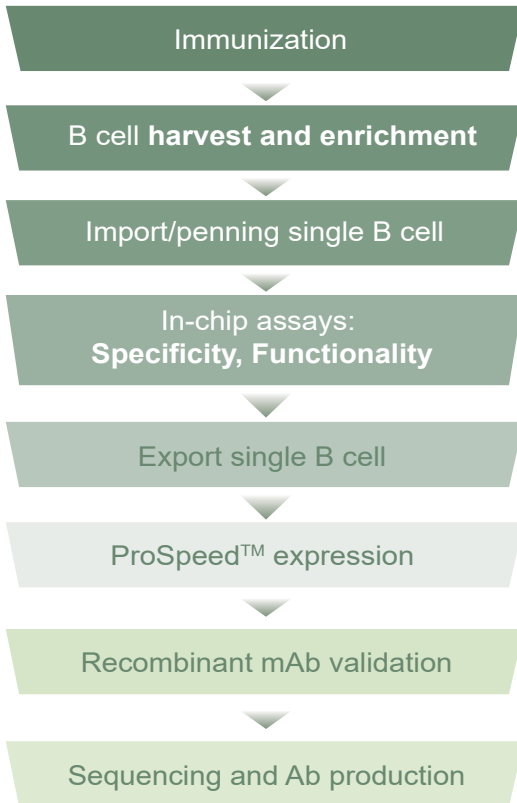 Immunization
B cell harvest and enrichment
Import/penning single B cell
In-chip assays:
Specificity, Functionality
Export single B cell
ProSpeed™ expression
Recombinant mAb validation
Sequencing and Ab production